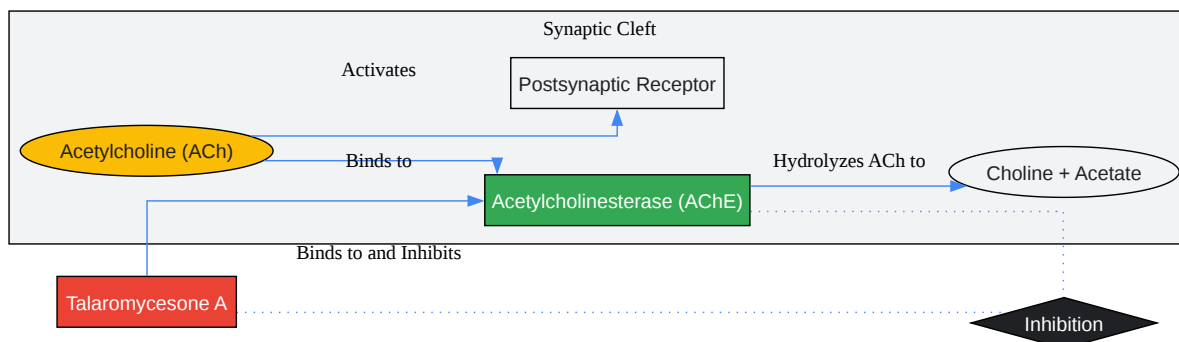 Synaptic Cleft
Activates
Postsynaptic Receptor
Acetylcholine (ACh)
Binds to
Hydrolyzes ACh to
Choline + Acetate
Acetylcholinesterase (AChE)
Binds to and Inhibits
Talaromycesone A
Inhibition